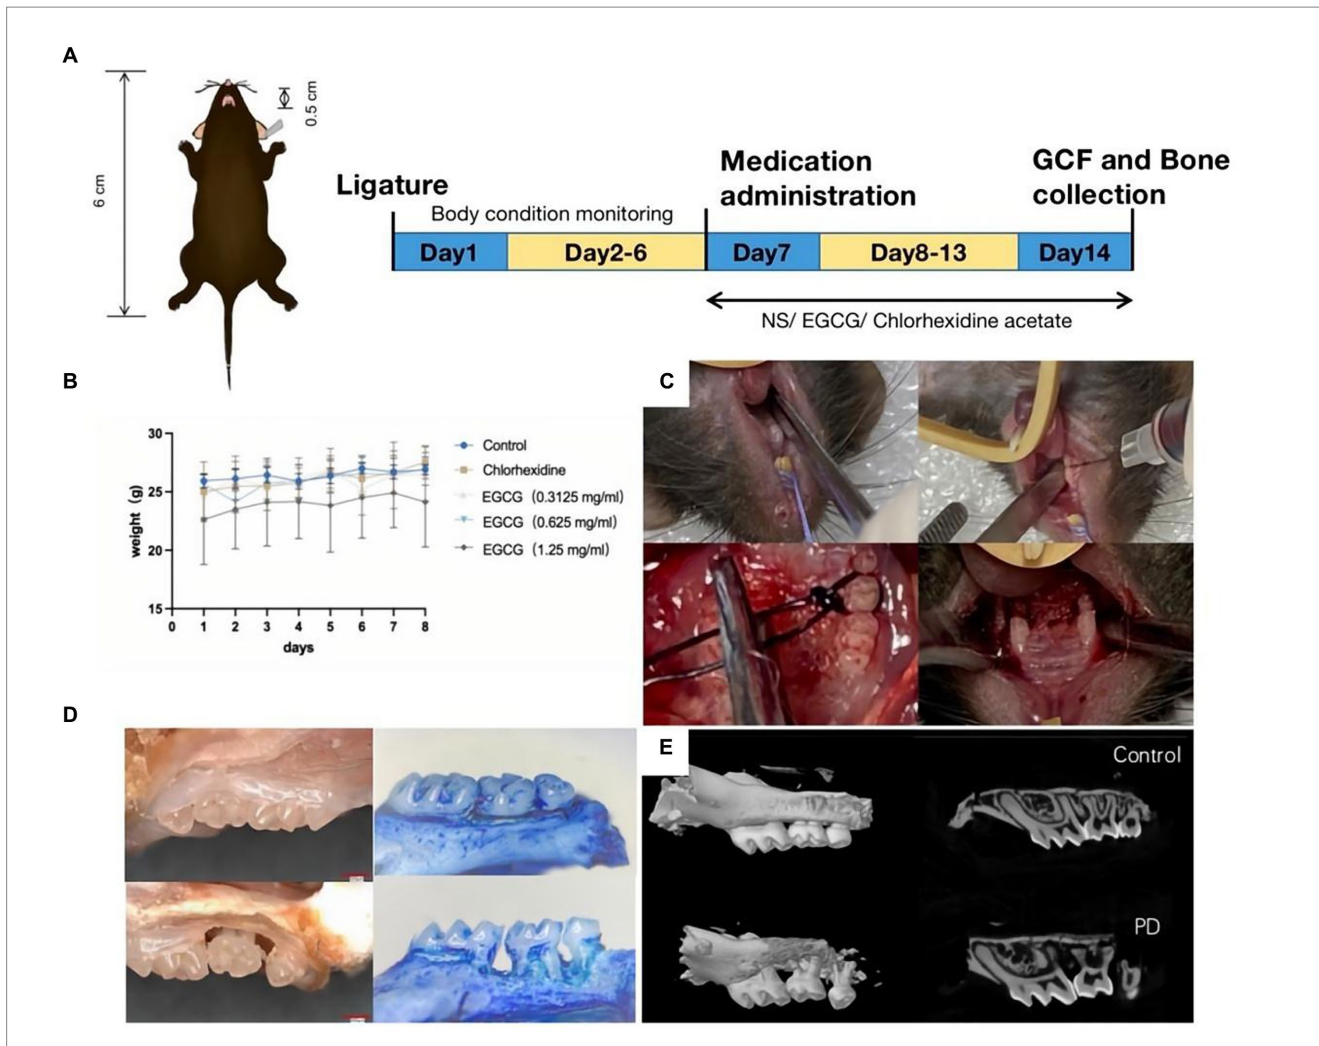 A
6 cm
0.5 cm
Ligature
Body condition monitoring
Medication
administration
GCF and Bone
collection
Day1
Day2-6
Day7
Day8-13
Day14
NS/ EGCG/ Chlorhexidine acetate
B
30
25
20
15
weight (g)
0 1 2 3 4 5 6 7 8
days
Control
Chlorhexidine
EGCG (0.3125 mg/ml)
EGCG (0.625 mg/ml)
EGCG (1.25 mg/ml)
C
D
E
Control
PD